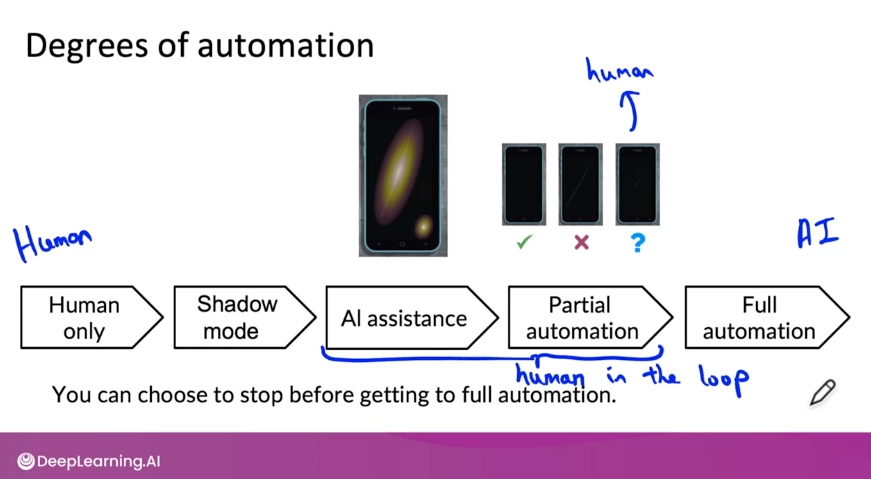 Degrees of automation
human
✓ ✗ ?
Human
AI
Human only
Shadow mode
AI assistance
Partial automation
Full automation
human in the loop
You can choose to stop before getting to full automation.
DeepLearning.AI